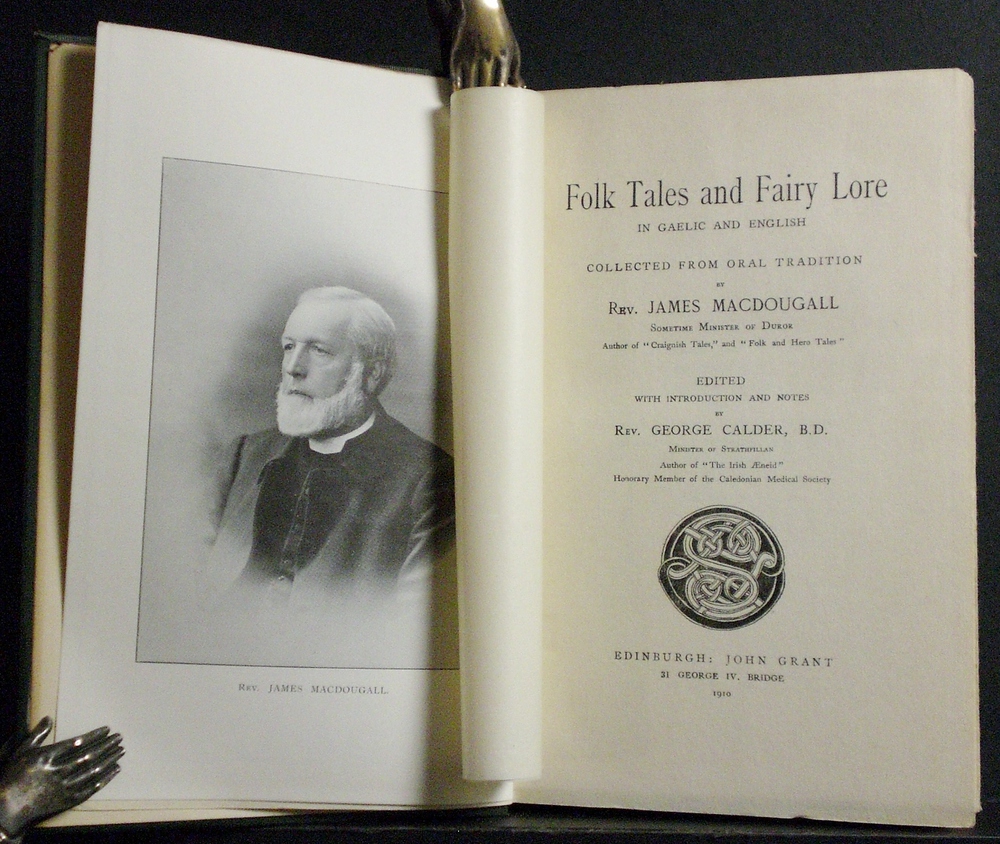 Rev. JAMES MACDOUGALL.
Folk Tales and Fairy Lore
IN GAELIC AND ENGLISH
COLLECTED FROM ORAL TRADITION
BY
Rev. JAMES MACDOUGALL
Sometime Minister of Duror
Author of "Craignish Tales," and "Folk and Hero Tales"
EDITED
WITH INTRODUCTION AND NOTES
BY
Rev. GEORGE CALDER, B.D.
Minister of Strathfillan
Author of "The Irish Æneid"
Honorary Member of the Caledonian Medical Society
EDINBURGH: JOHN GRANT
31 GEORGE IV. BRIDGE
1910